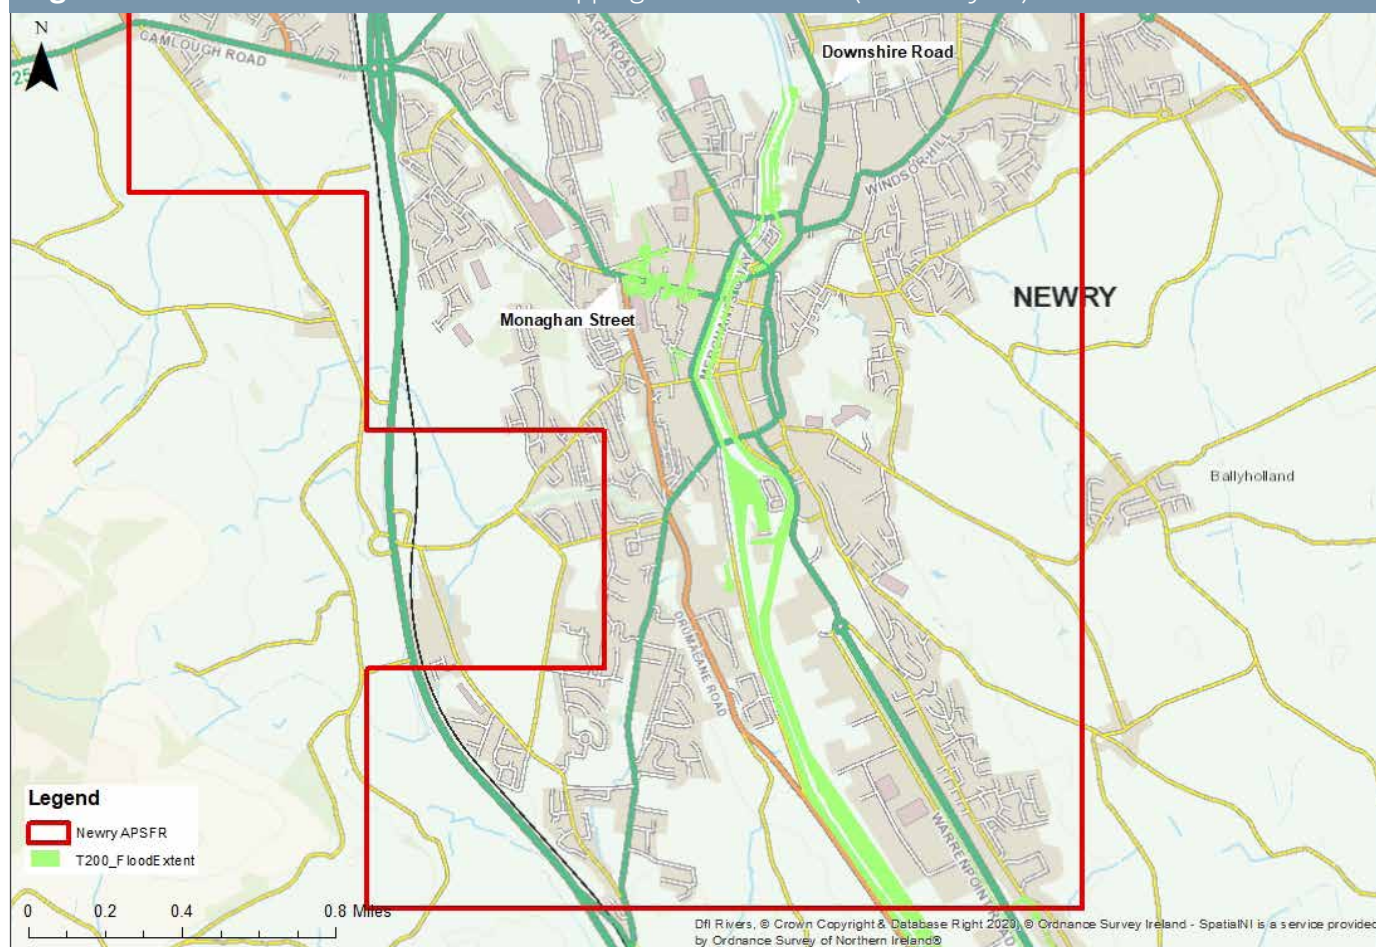 N
CAMLOUGH ROAD
Downshire Road
WINDSOR HILL
NEWRY
Monaghan Street
Ballyholland
DRUMALANE ROAD
WARRENPOINT ROAD
Legend
Newry APSFR
T200_FloodExtent
0 0.2 0.4 0.8 Miles
DfI Rivers, © Crown Copyright & Database Right 2023, © Ordnance Survey Ireland - SpatialNI is a service provided
by Ordnance Survey of Northern Ireland®